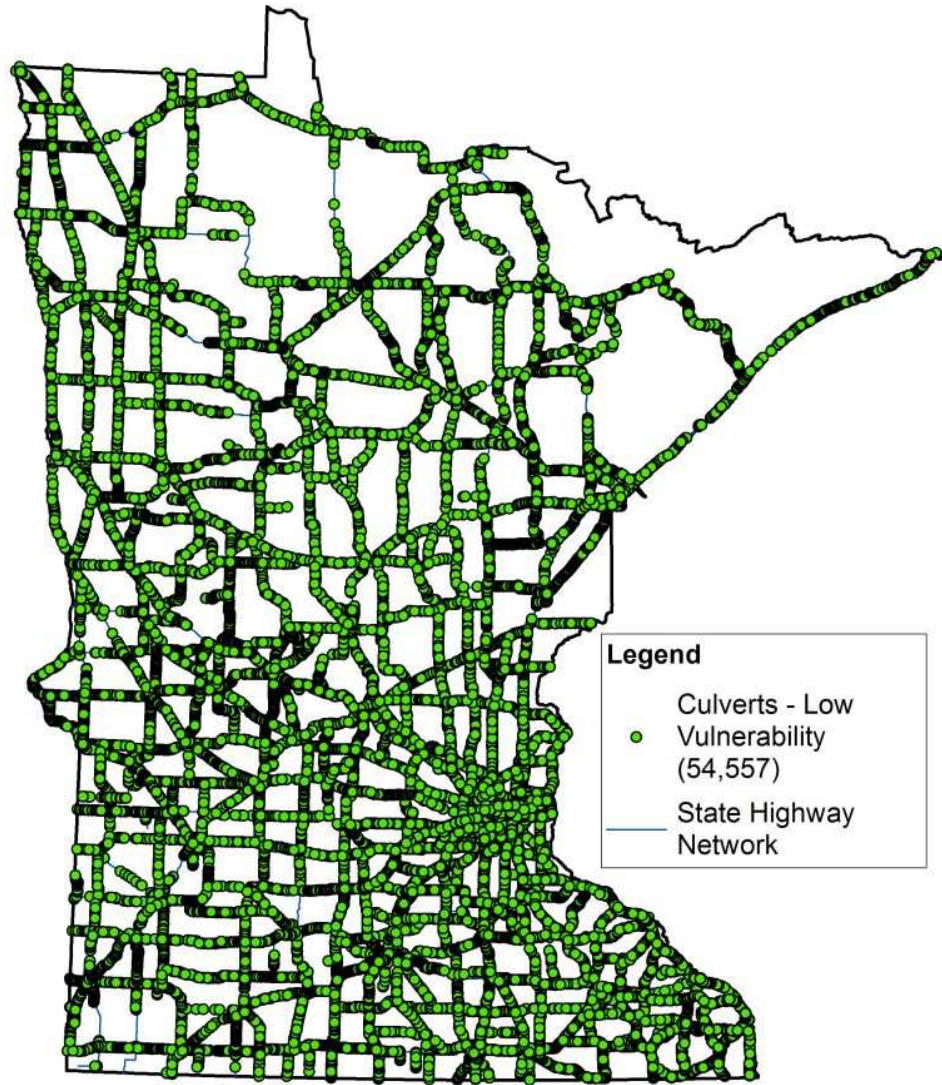 Legend
Culverts - Low
Vulnerability
(54,557)
State Highway
Network